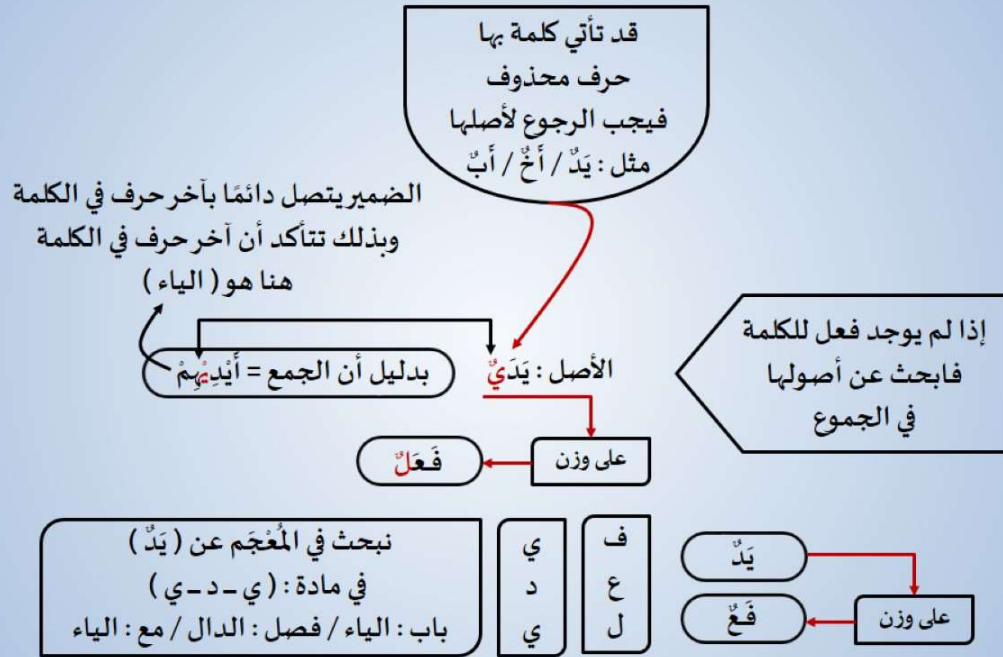 قد تأتي كلمة بها
حرف محذوف
فيجب الرجوع لأصلها
مثل : يَدٌ / أَخٌ / أَبٌ
الضمير يتصل دائمًا بآخر حرف في الكلمة
وبذلك تتأكد أن آخر حرف في الكلمة
هنا هو ( الياء )
إذا لم يوجد فعل للكلمة
فابحث عن أصولها
في الجموع
الأصل : يَدَيٌ
بدليل أن الجمع = أَيْدِيْهِمْ
على وزن
فَعَلٌ
يَدٌ
على وزن
فَعٌ
ف
ع
ل
ي
د
ي
نبحث في المُعْجَم عن ( يَدٌ )
في مادة : ( ي – د – ي )
باب : الياء / فصل : الدال / مع : الياء